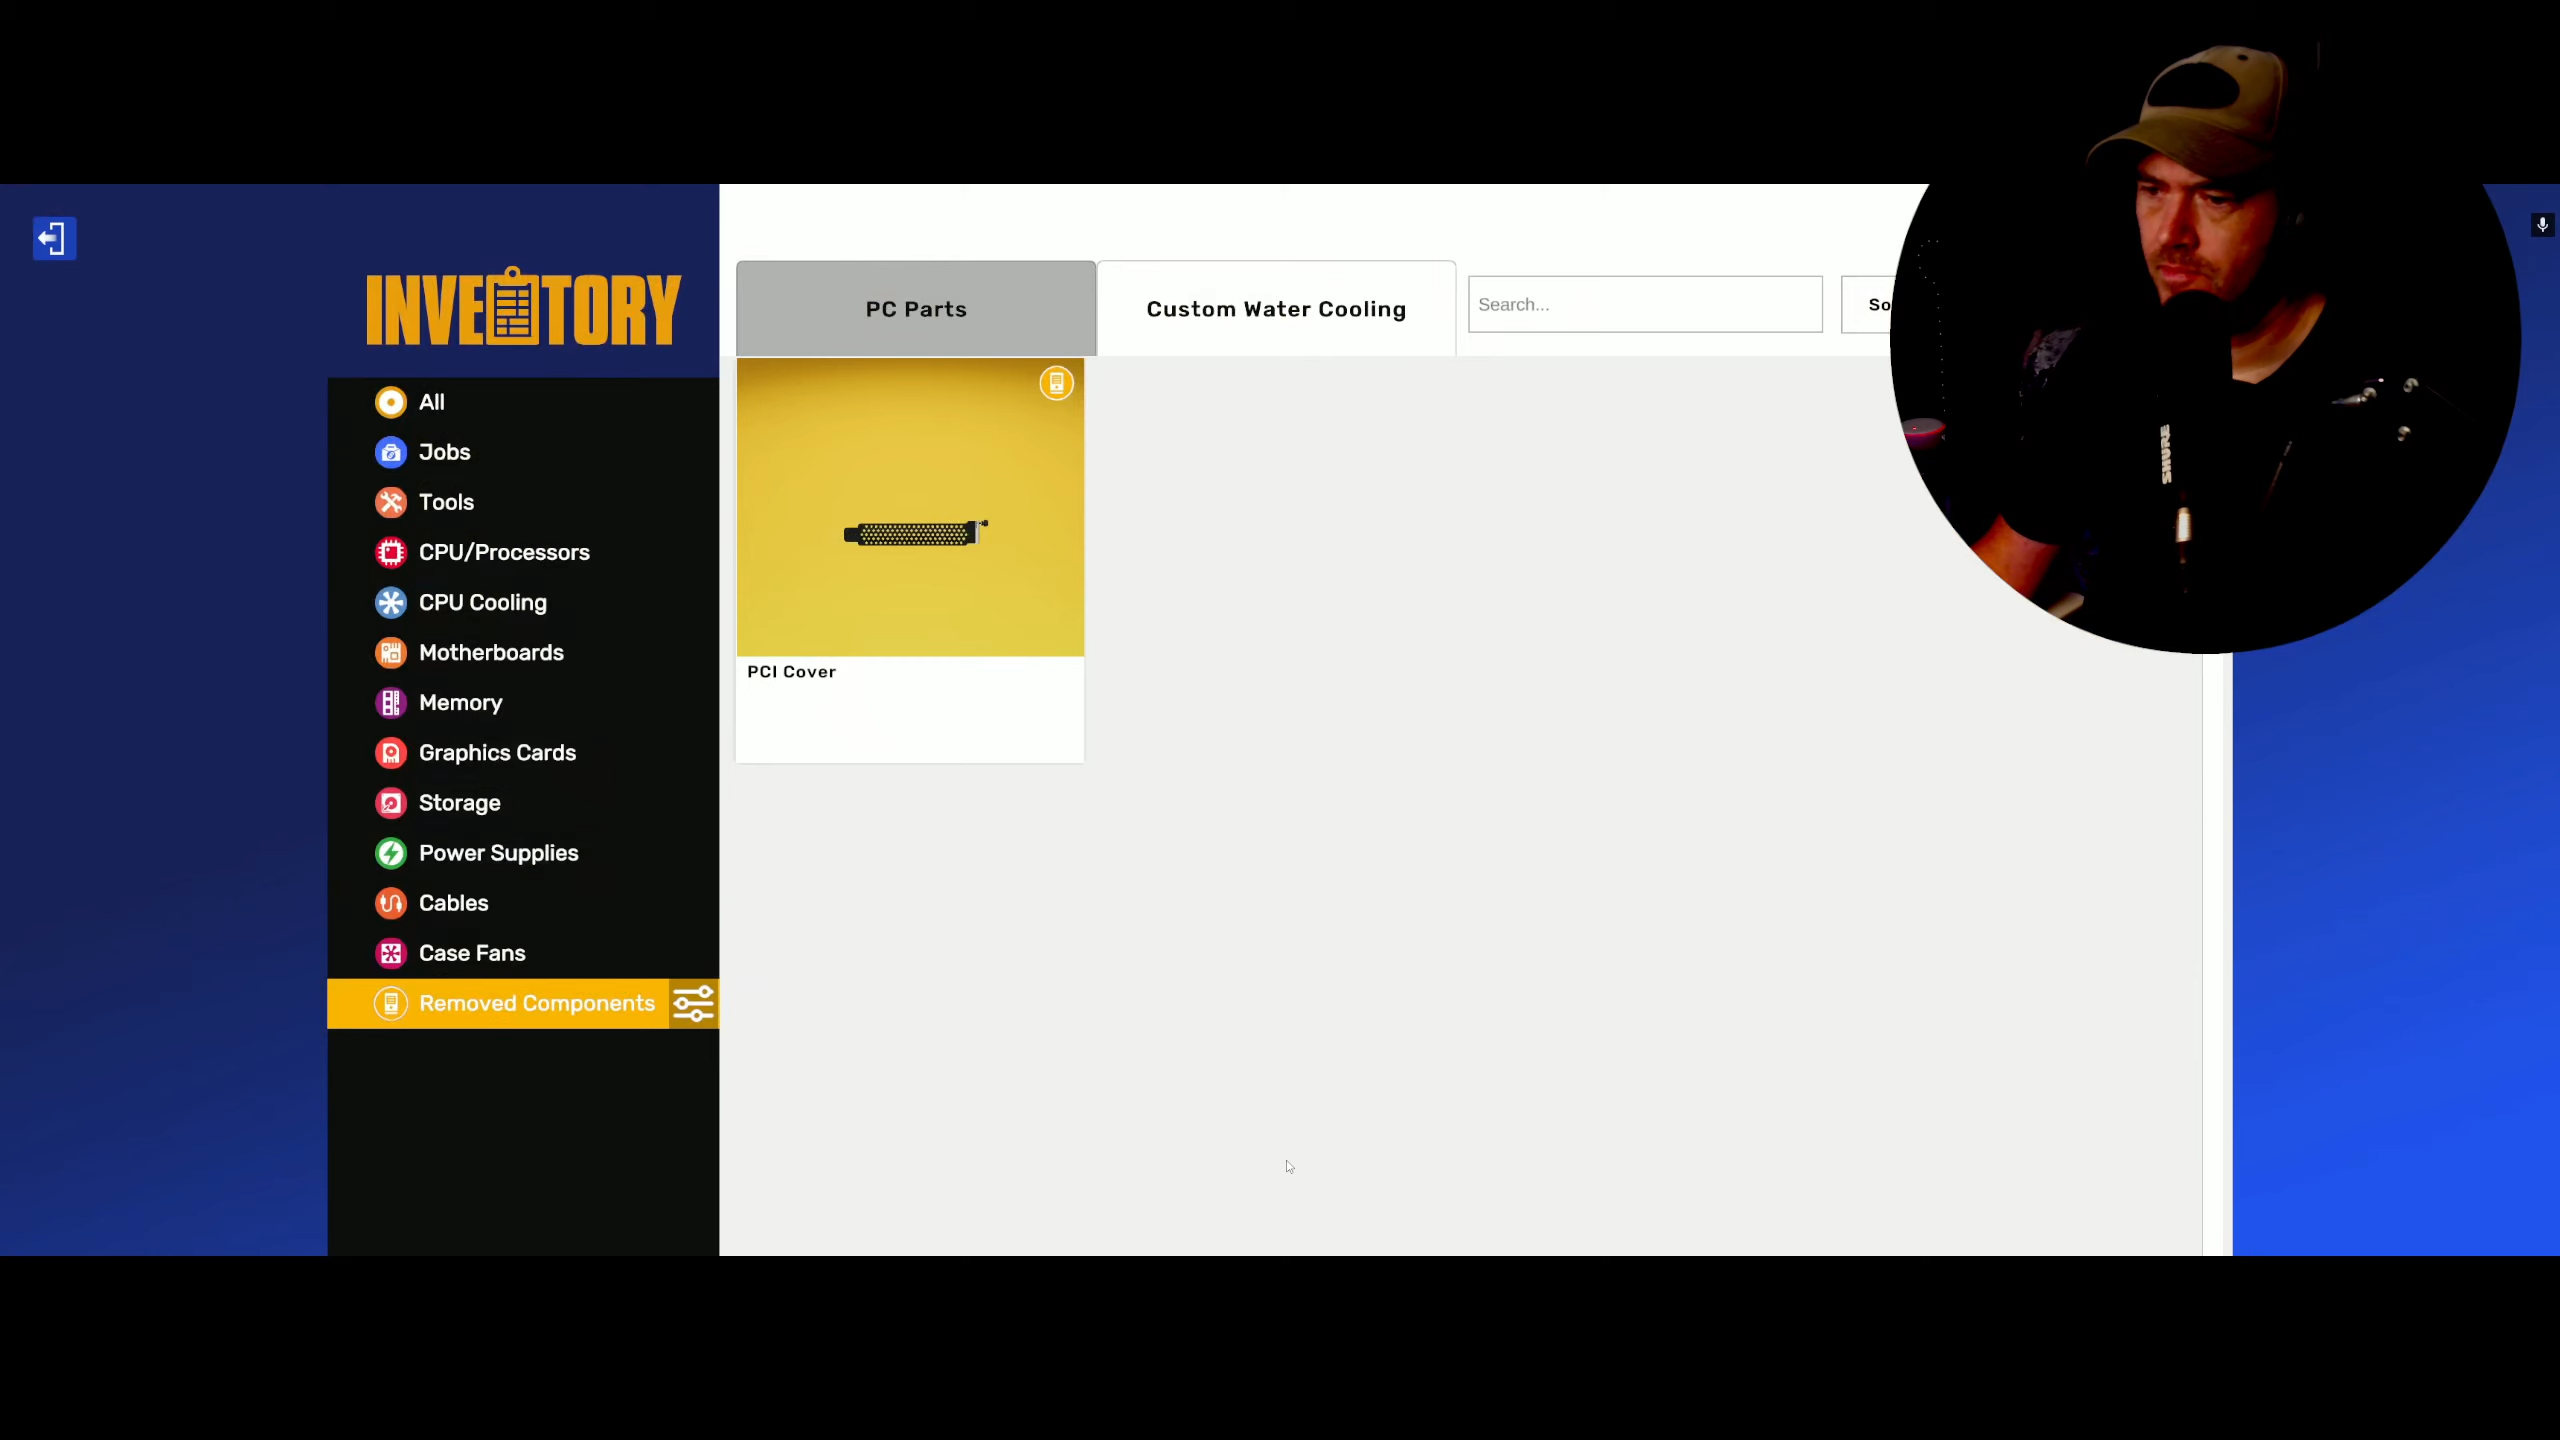 INVENTORY
All
Jobs
Tools
CPU/Processors
CPU Cooling
Motherboards
Memory
Graphics Cards
Storage
Power Supplies
Cables
Case Fans
Removed Components
PC Parts
Custom Water Cooling
Search...
So
PCI Cover
SHURE